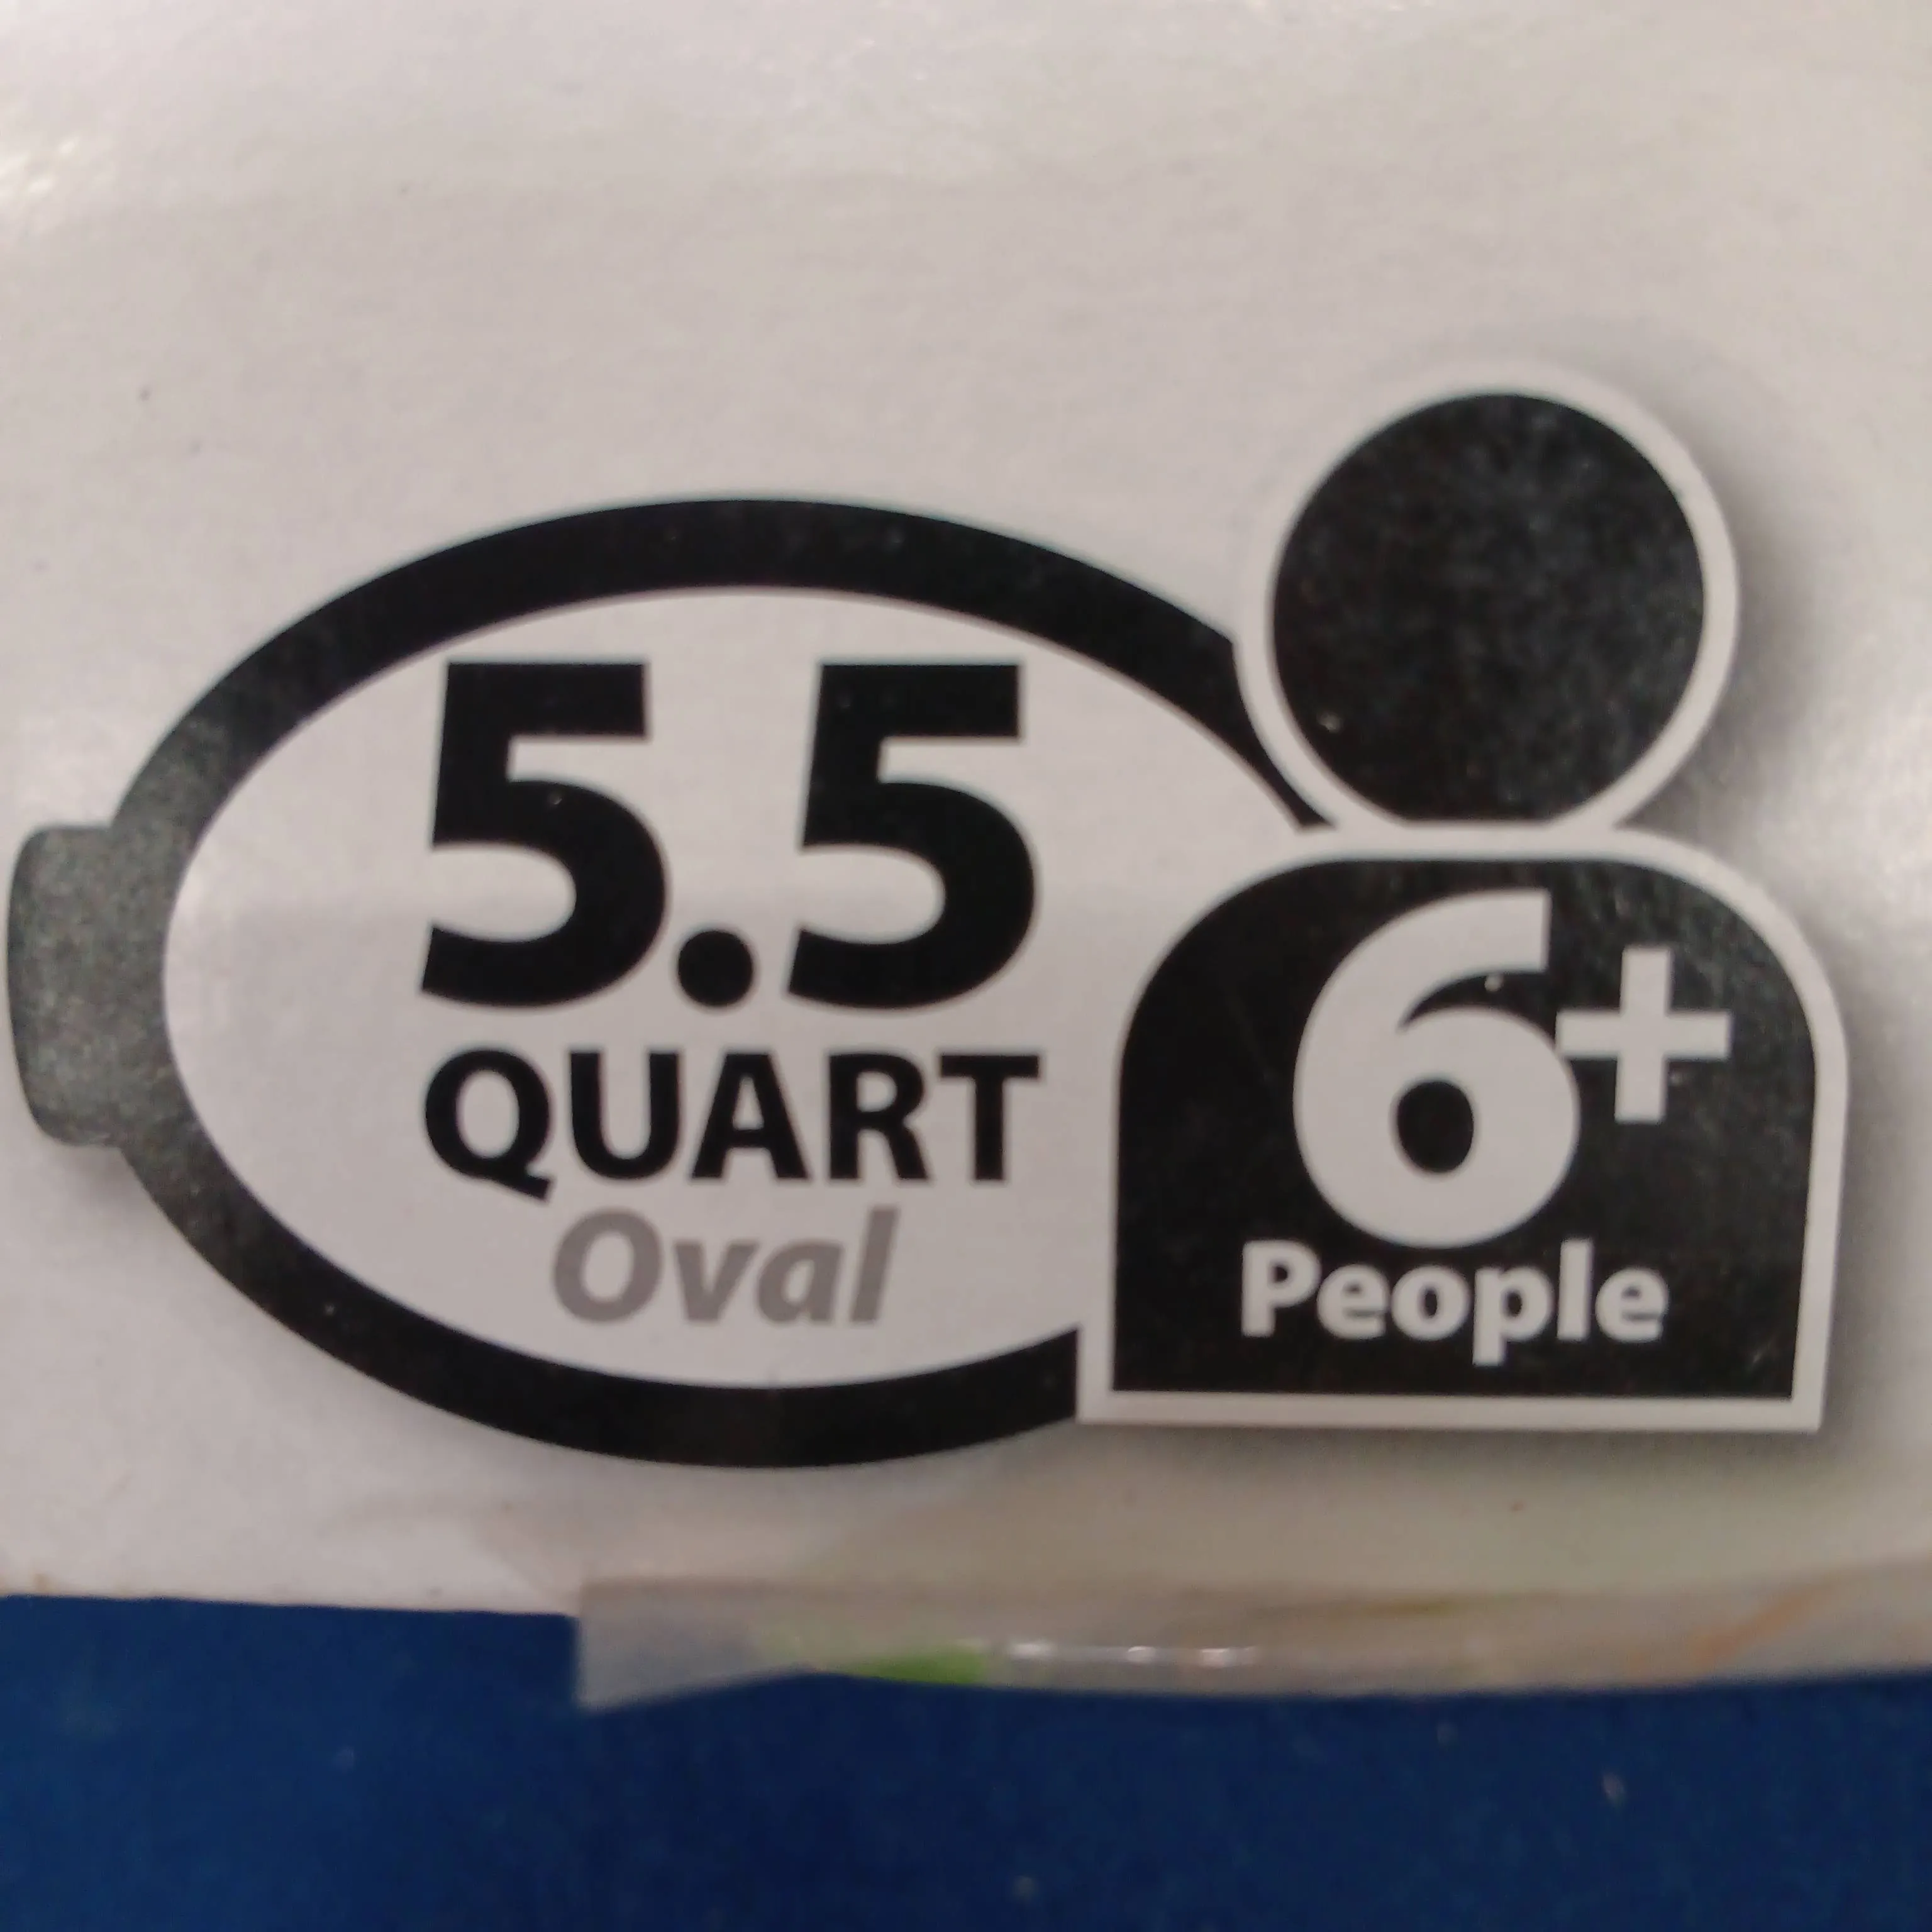 5.5
QUART
Oval
6+
People